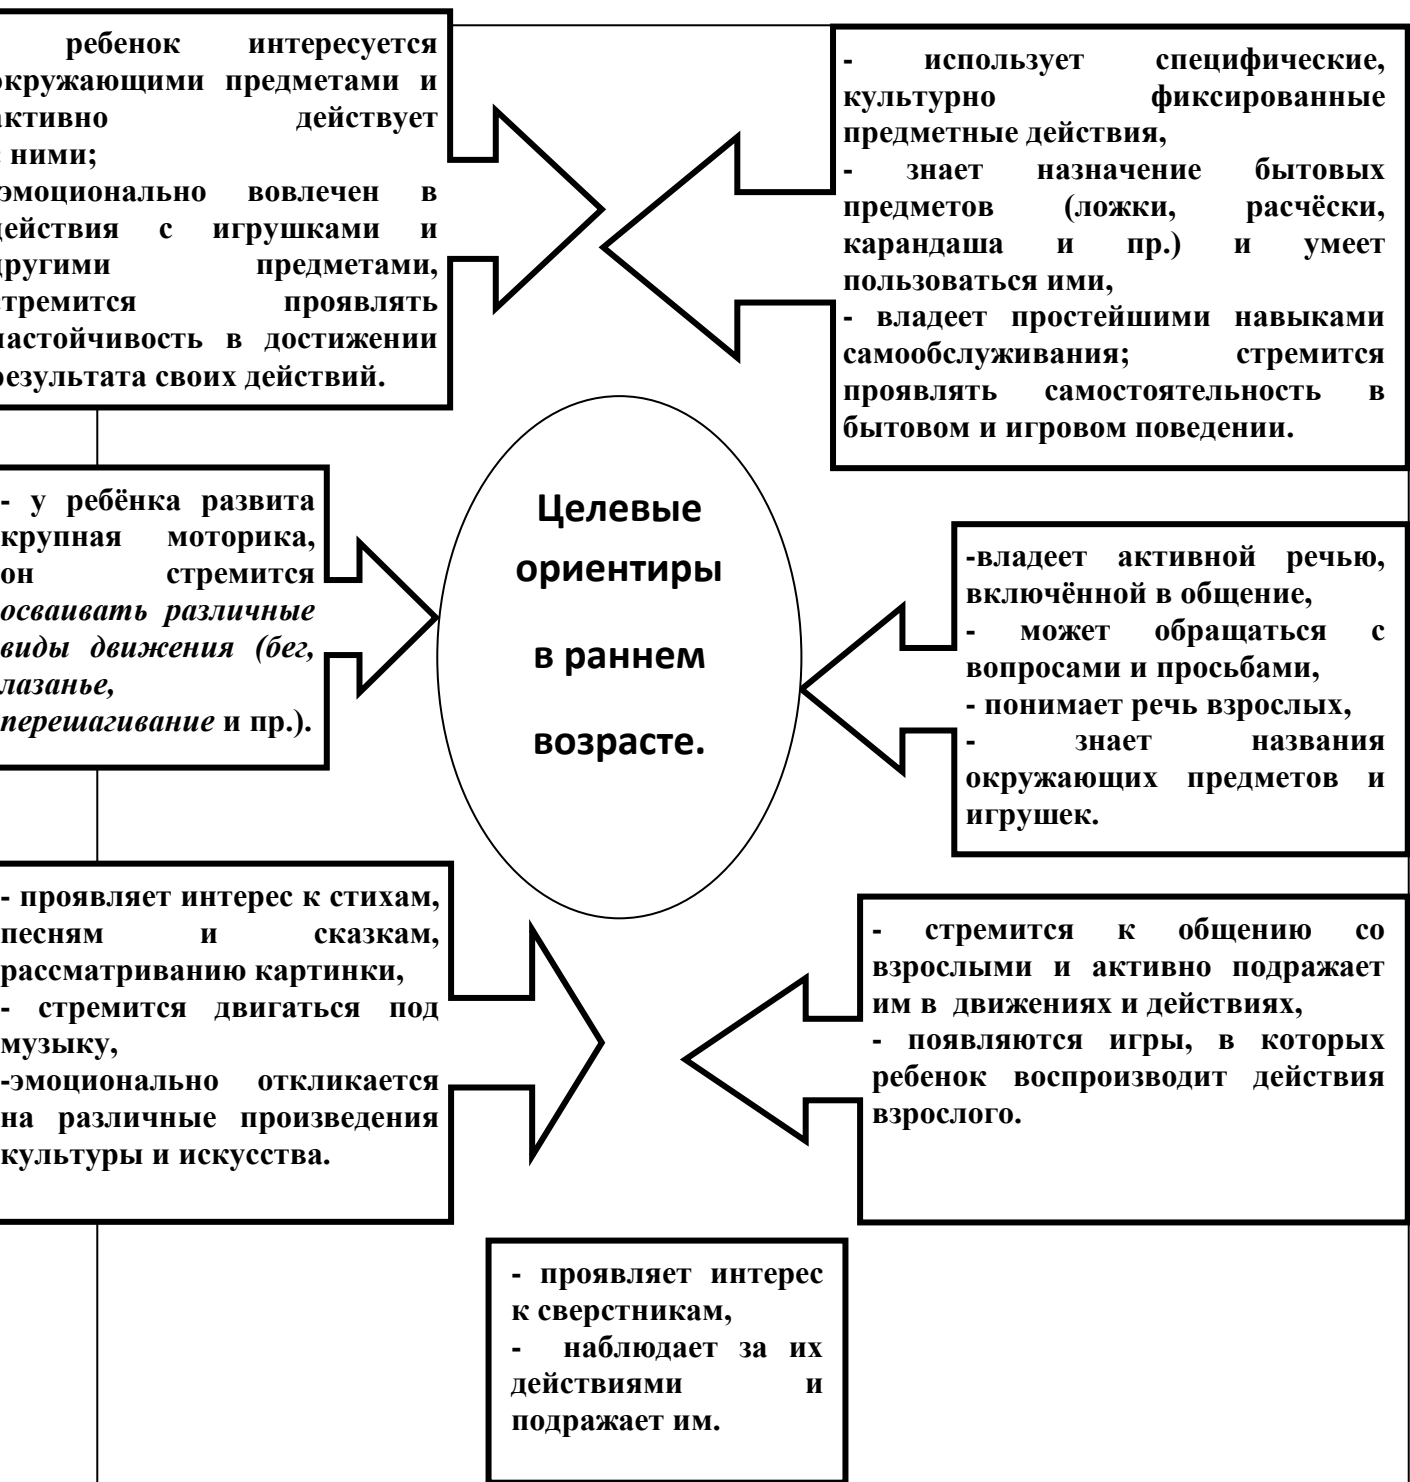 ребенок интересуется
окружающими предметами и
активно действует
с ними;
эмоционально вовлечен в
действия с игрушками и
другими предметами,
стремится проявлять
настойчивость в достижении
результата своих действий.
- использует специфические,
культурно фиксированные
предметные действия,
- знает назначение бытовых
предметов (ложки, расчёски,
карандаша и пр.) и умеет
пользоваться ими,
- владеет простейшими навыками
самообслуживания; стремится
проявлять самостоятельность в
бытовом и игровом поведении.
- у ребёнка развита
крупная моторика,
он стремится
осваивать различные
виды движения (бег,
лазанье,
перешагивание и пр.).
Целевые
ориентиры
в раннем
возрасте.
-владеет активной речью,
включённой в общение,
- может обращаться с
вопросами и просьбами,
- понимает речь взрослых,
- знает названия
окружающих предметов и
игрушек.
- проявляет интерес к стихам,
песням и сказкам,
рассматриванию картинки,
- стремится двигаться под
музыку,
-эмоционально откликается
на различные произведения
культуры и искусства.
- стремится к общению со
взрослыми и активно подражает
им в движениях и действиях,
- появляются игры, в которых
ребенок воспроизводит действия
взрослого.
- проявляет интерес
к сверстникам,
- наблюдает за их
действиями и
подражает им.